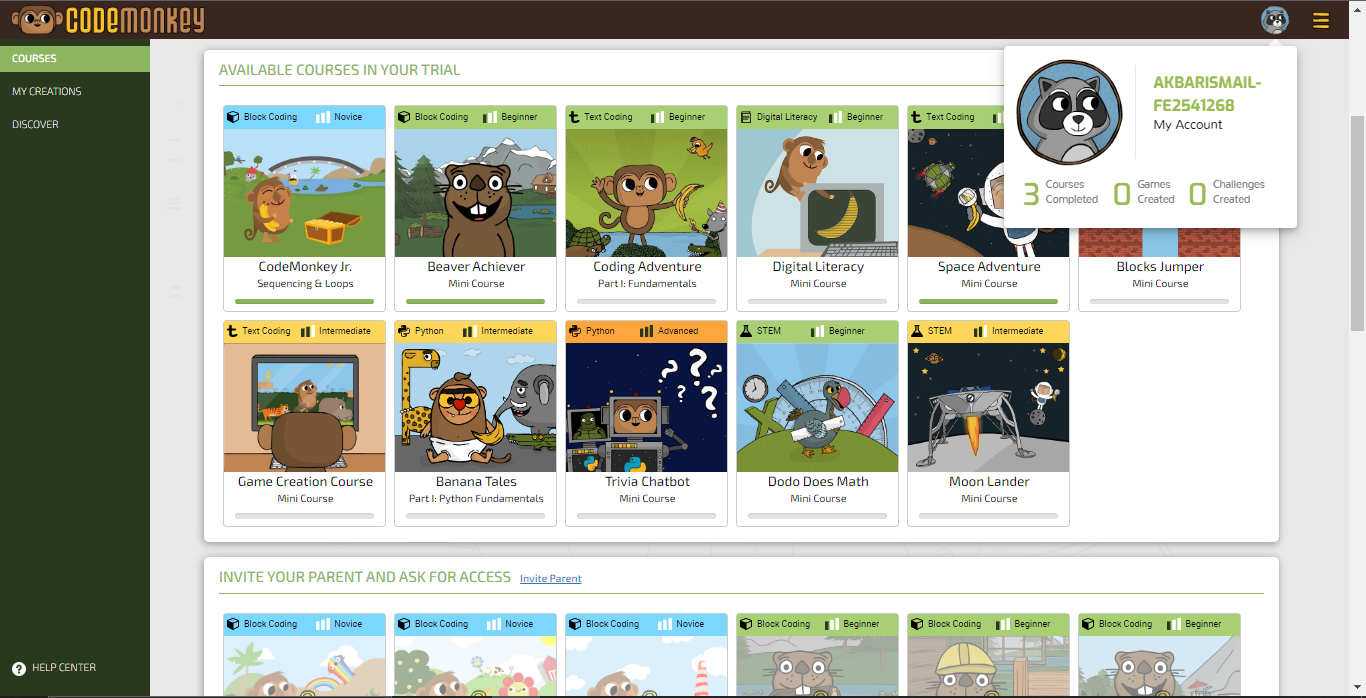 CODEMONKEY
COURSES
MY CREATIONS
DISCOVER
HELP CENTER
AVAILABLE COURSES IN YOUR TRIAL
AKBARISMAIL-
FE2541268
My Account
3 Courses Completed
0 Games Created
0 Challenges Created
Block Coding Novice
CodeMonkey Jr.
Sequencing & Loops
Block Coding Beginner
Beaver Achiever
Mini Course
Text Coding Beginner
Coding Adventure
Part I: Fundamentals
Digital Literacy Beginner
Digital Literacy
Mini Course
Text Coding
Space Adventure
Mini Course
Blocks Jumper
Mini Course
Text Coding Intermediate
Game Creation Course
Mini Course
Python Intermediate
Banana Tales
Part I: Python Fundamentals
Python Advanced
Trivia Chatbot
Mini Course
STEM Beginner
Dodo Does Math
Mini Course
STEM Intermediate
Moon Lander
Mini Course
INVITE YOUR PARENT AND ASK FOR ACCESS Invite Parent
Block Coding Novice
Block Coding Novice
Block Coding Novice
Block Coding Beginner
Block Coding Beginner
Block Coding Beginner